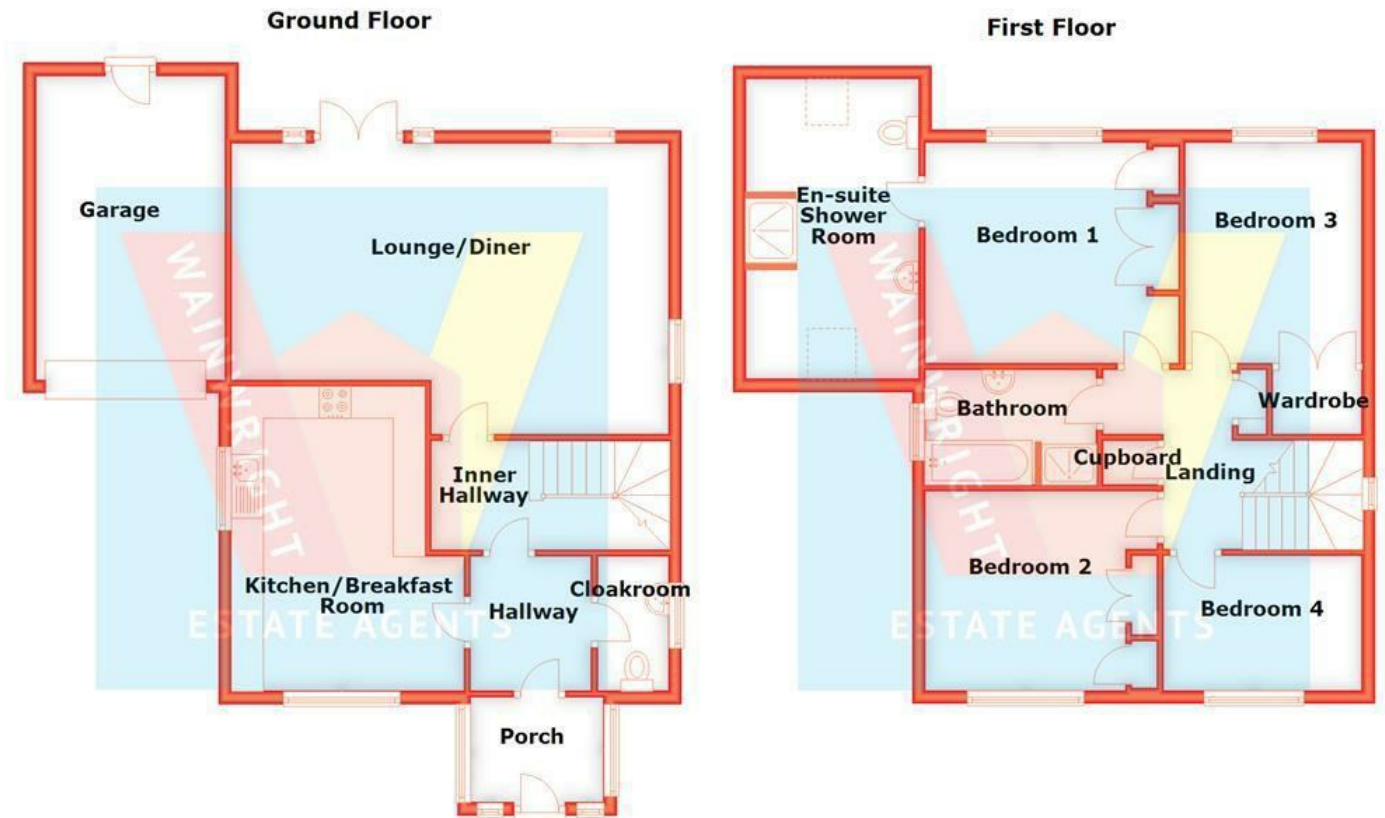 Ground Floor
First Floor
Garage
Lounge/Diner
Inner
Hallway
Kitchen/Breakfast
Room
Hallway
Cloakroom
Porch
En-suite
Shower
Room
Bedroom 1
Bedroom 3
Bathroom
Wardrobe
Cupboard
Landing
Bedroom 2
Bedroom 4
WAINWRIGHT
ESTATE AGENTS
WAINWRIGHT
ESTATE AGENTS